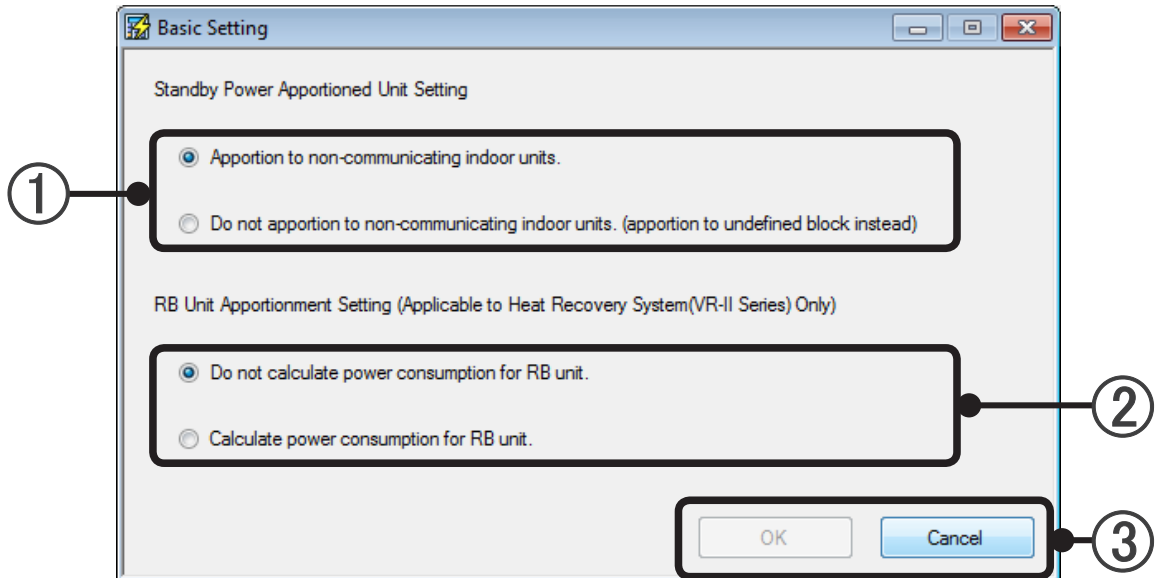 Basic Setting
Standby Power Apportioned Unit Setting
Apportion to non-communicating indoor units.
①
Do not apportion to non-communicating indoor units. (apportion to undefined block instead)
RB Unit Apportionment Setting (Applicable to Heat Recovery System(VR-II Series) Only)
Do not calculate power consumption for RB unit.
②
Calculate power consumption for RB unit.
OK Cancel ③